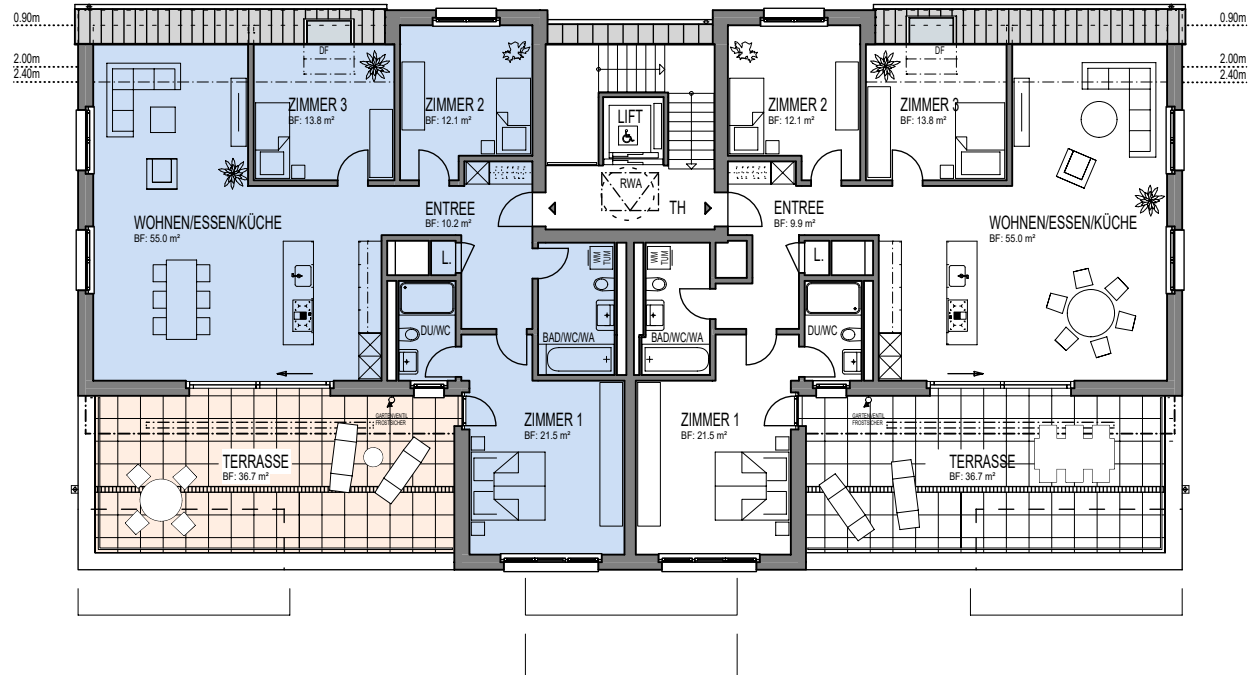 0.90m
0.90m
2.00m
2.40m
2.00m
2.40m
DF
DF
ZIMMER 3
BF: 13.8 m²
ZIMMER 2
BF: 12.1 m²
LIFT
ZIMMER 2
BF: 12.1 m²
ZIMMER 3
BF: 13.8 m²
RWA
TH
WOHNEN/ESSEN/KÜCHE
BF: 55.0 m²
ENTREE
BF: 10.2 m²
ENTREE
BF: 9.9 m²
WOHNEN/ESSEN/KÜCHE
BF: 55.0 m²
L.
WM
TUM
WM
TUM
L.
DU/WC
BAD/WC/WA
BAD/WC/WA
DU/WC
GARTENVENTIL
FROSTSICHER
GARTENVENTIL
FROSTSICHER
ZIMMER 1
BF: 21.5 m²
ZIMMER 1
BF: 21.5 m²
TERRASSE
BF: 36.7 m²
TERRASSE
BF: 36.7 m²